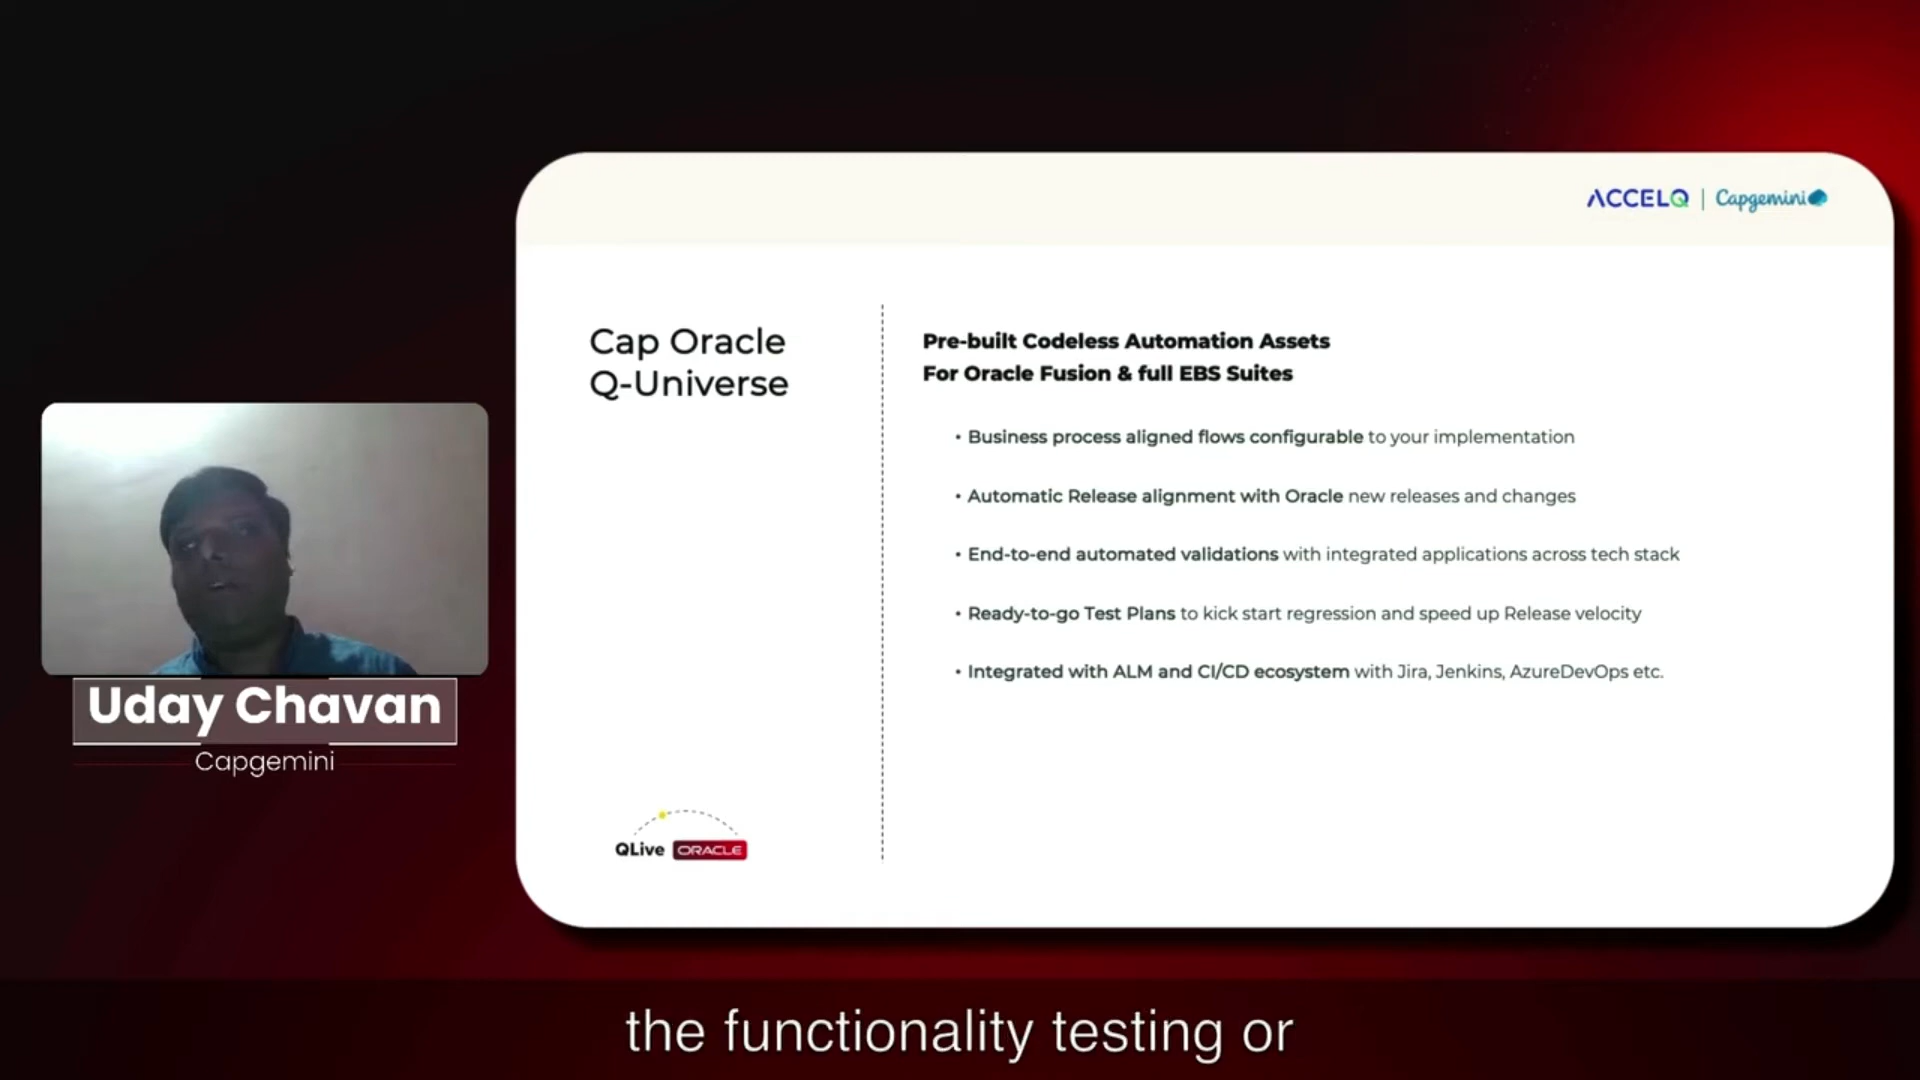 ACCELQ | Capgemini
Cap Oracle
Q-Universe
Pre-built Codeless Automation Assets
For Oracle Fusion & full EBS Suites
• Business process aligned flows configurable to your implementation
• Automatic Release alignment with Oracle new releases and changes
• End-to-end automated validations with integrated applications across tech stack
• Ready-to-go Test Plans to kick start regression and speed up Release velocity
• Integrated with ALM and CI/CD ecosystem with Jira, Jenkins, AzureDevOps etc.
Uday Chavan
Capgemini
QLive ORACLE
the functionality testing or